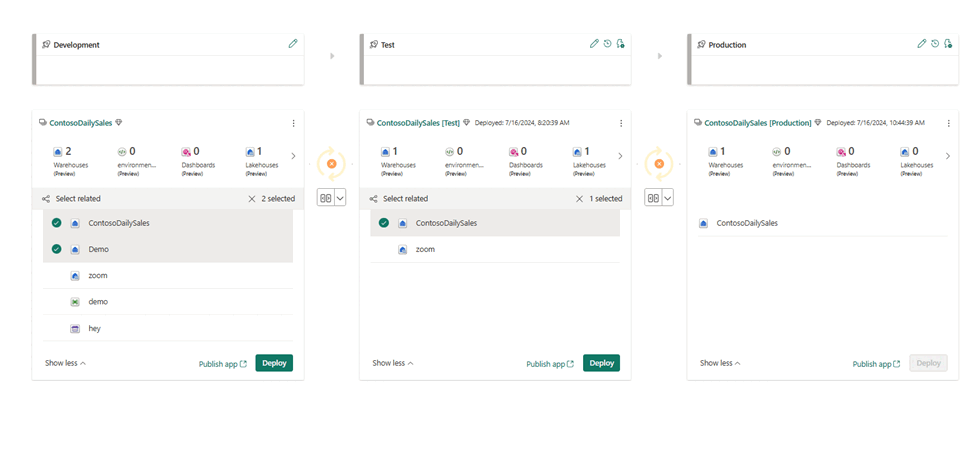 Development
Test
Production
ContosoDailySales
2
Warehouses
(Preview)
0
environmen...
(Preview)
0
Dashboards
(Preview)
1
Lakehouses
(Preview)
Select related
2 selected
ContosoDailySales
Demo
zoom
demo
hey
Show less
Publish app
Deploy
ContosoDailySales [Test]
Deployed: 7/16/2024, 8:20:39 AM
1
Warehouses
(Preview)
0
environmen...
(Preview)
0
Dashboards
(Preview)
1
Lakehouses
(Preview)
Select related
1 selected
ContosoDailySales
zoom
Show less
Publish app
Deploy
ContosoDailySales [Production]
Deployed: 7/16/2024, 10:44:39 AM
1
Warehouses
(Preview)
0
environmen...
(Preview)
0
Dashboards
(Preview)
0
Lakehouses
(Preview)
ContosoDailySales
Show less
Publish app
Deploy